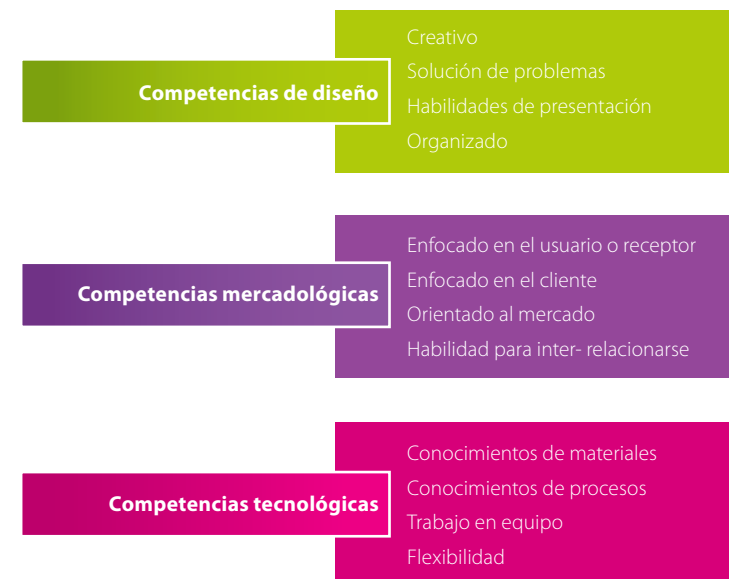 Competencias de diseño
Creativo
Solución de problemas
Habilidades de presentación
Organizado
Competencias mercadológicas
Enfocado en el usuario o receptor
Enfocado en el cliente
Orientado al mercado
Habilidad para inter- relacionarse
Competencias tecnológicas
Conocimientos de materiales
Conocimientos de procesos
Trabajo en equipo
Flexibilidad